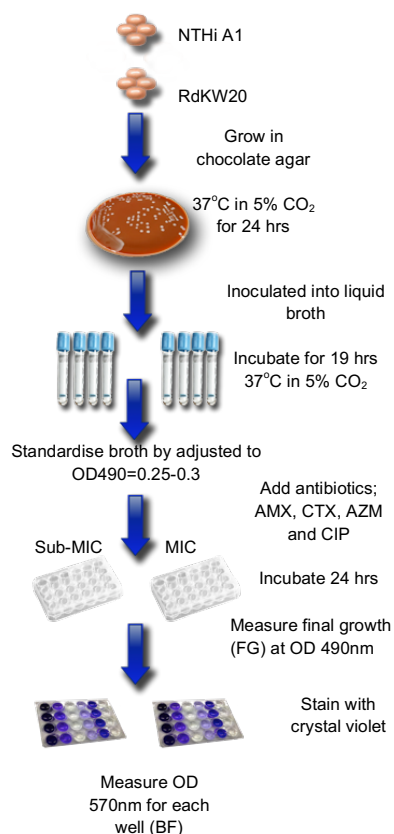 NTHi A1
RdKW20
Grow in
chocolate agar
37°C in 5% CO₂
for 24 hrs
Inoculated into liquid
broth
Incubate for 19 hrs
37°C in 5% CO₂
Standardise broth by adjusted to
OD490=0.25-0.3
Add antibiotics;
AMX, CTX, AZM
and CIP
Sub-MIC
MIC
Incubate 24 hrs
Measure final growth
(FG) at OD 490nm
Stain with
crystal violet
Measure OD
570nm for each
well (BF)